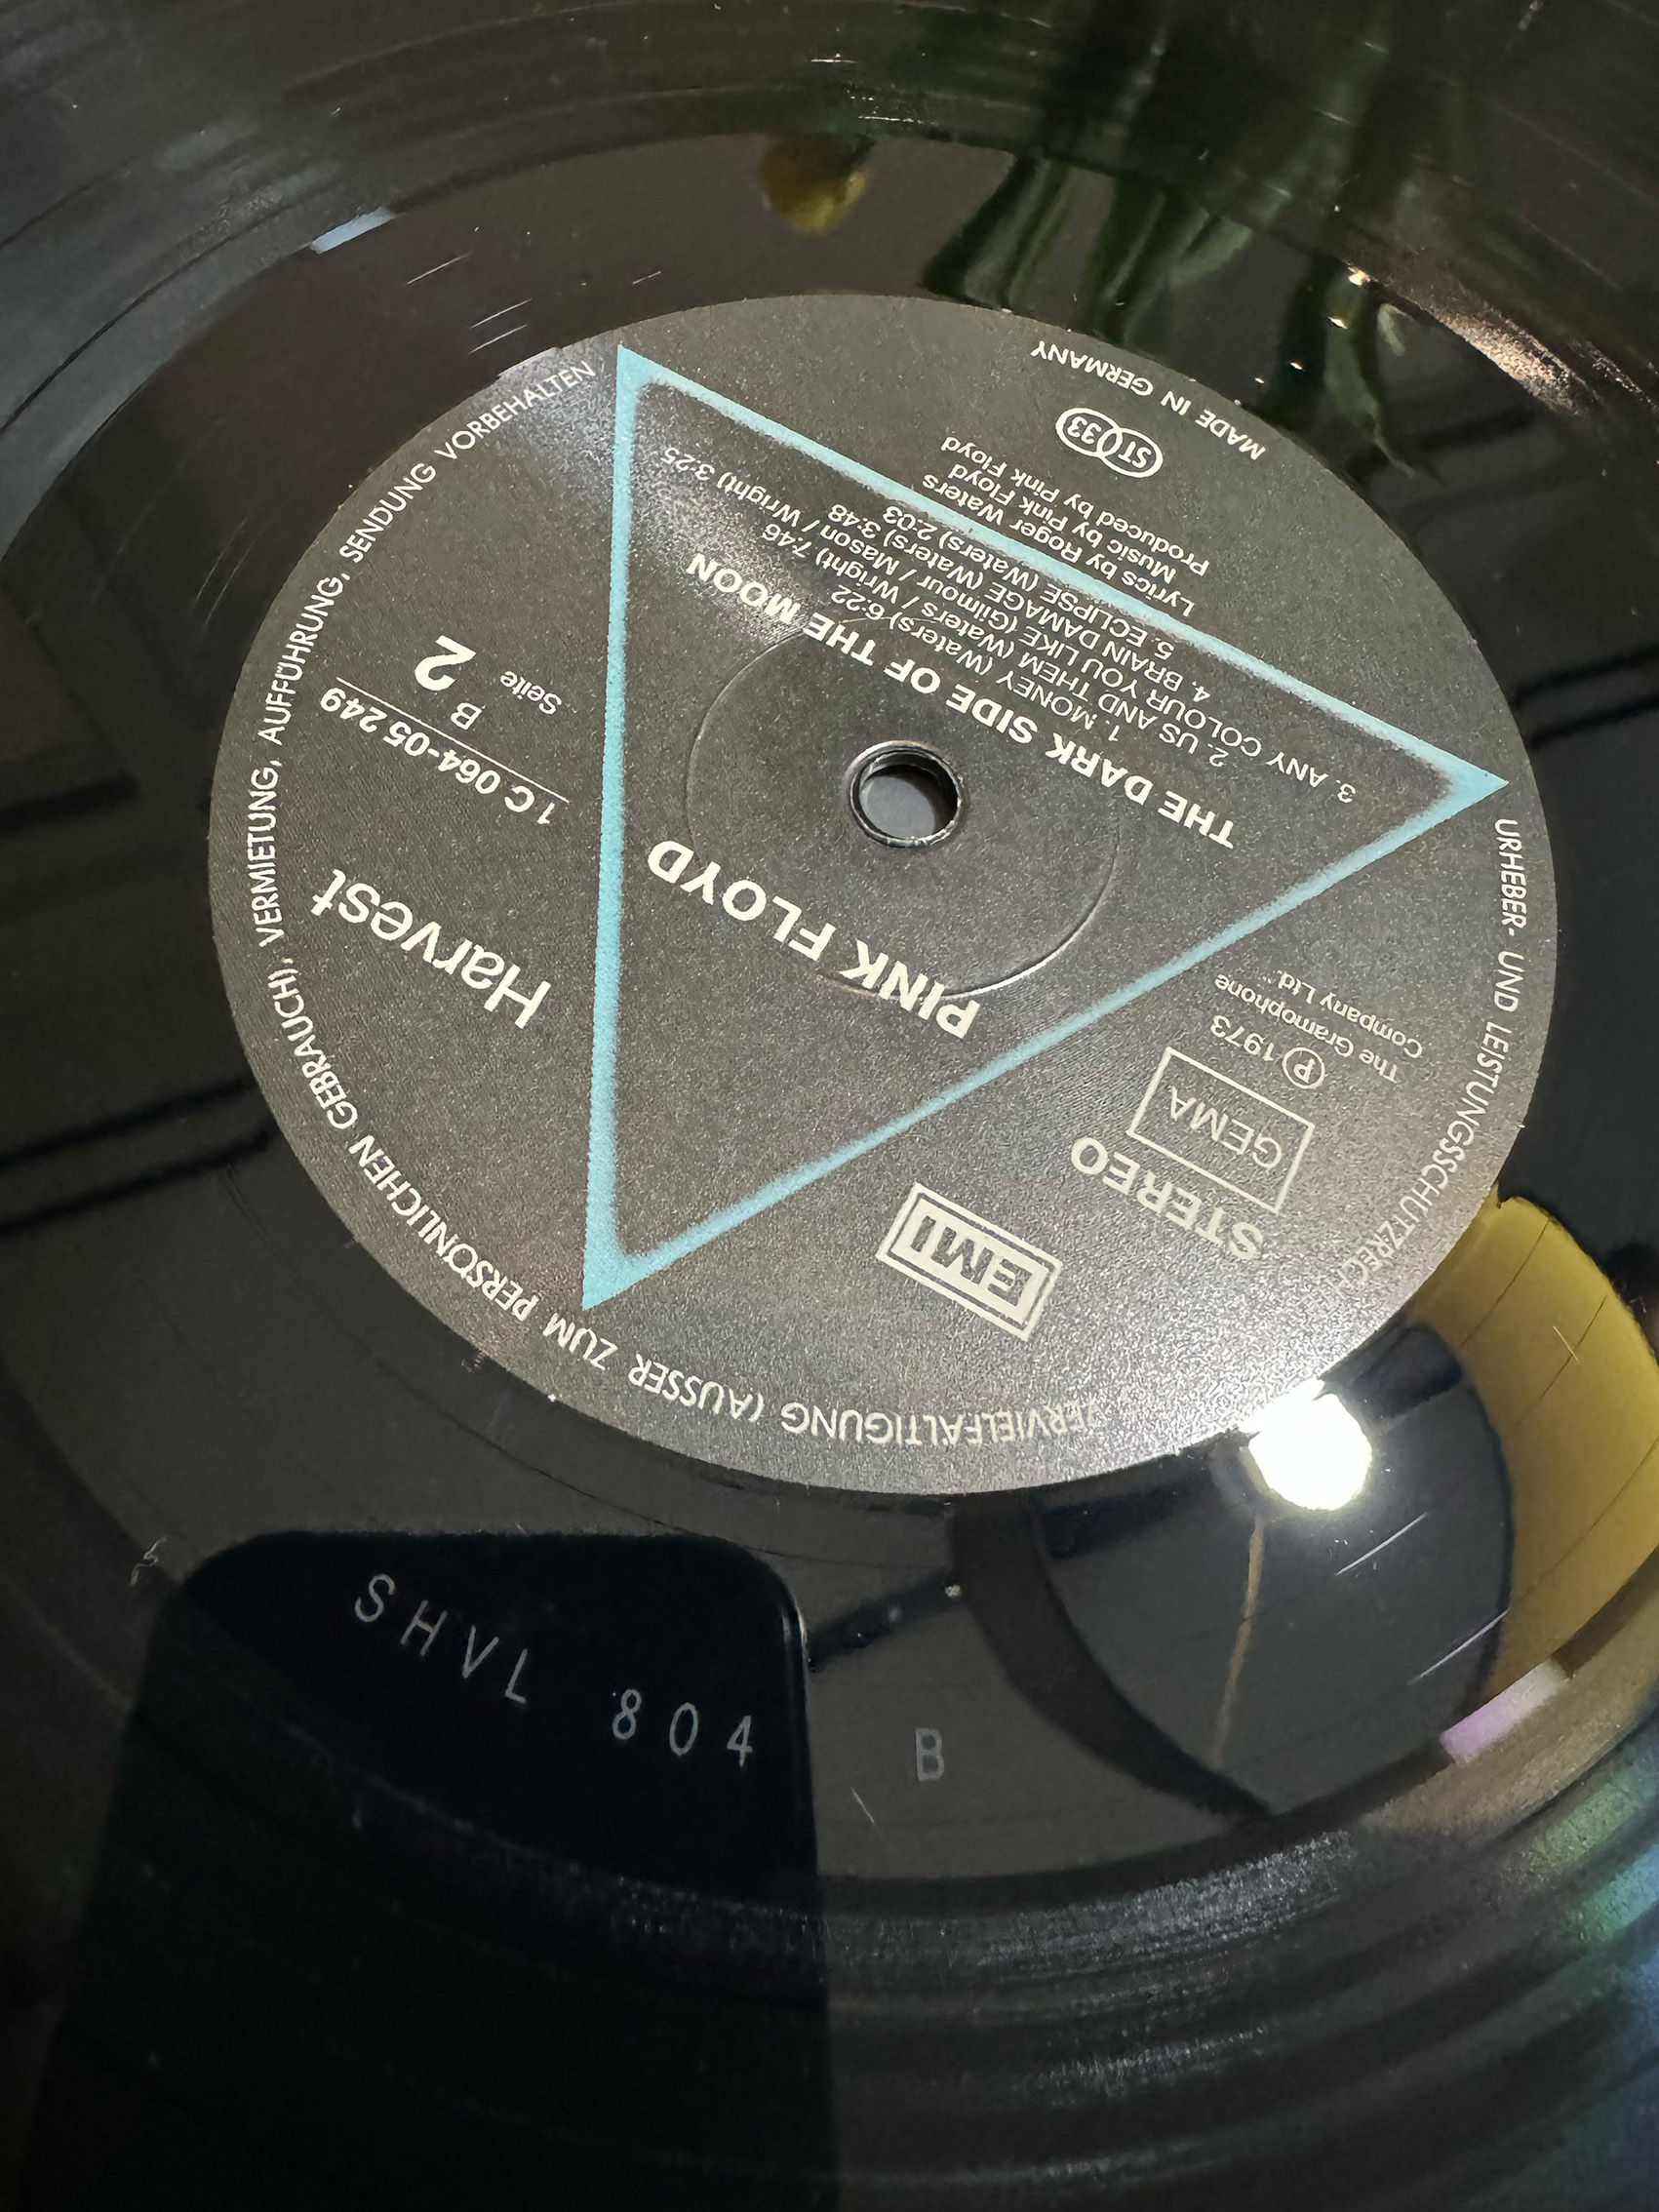 URHEBER- UND LEISTUNGSSCHUTZRECHTE VERVIELFÄLTIGUNG (AUSSER ZUM PERSÖNLICHEN GEBRAUCH), VERMIETUNG, AUFFÜHRUNG, SENDUNG VORBEHALTEN
EMI
STEREO
GEMA
Ⓟ 1973
The Gramophone
Company Ltd.
Harvest
1 C 064-05 249
B
Seite 2
PINK FLOYD
THE DARK SIDE OF THE MOON
1. MONEY (Waters) 6:22
2. US AND THEM (Waters / Wright) 7:46
3. ANY COLOUR YOU LIKE (Gilmour / Mason / Wright) 3:25
4. BRAIN DAMAGE (Waters) 3:48
5. ECLIPSE (Waters) 2:03
Lyrics by Roger Waters
Music by Pink Floyd
Produced by Pink Floyd
ST 33
MADE IN GERMANY
SHVL 804 B